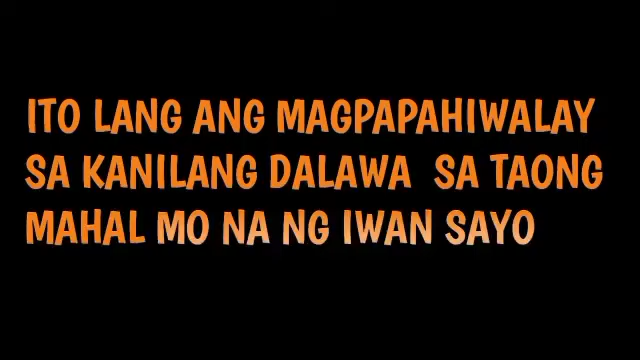 ITO LANG ANG MAGPAPAHIWALAY
SA KANILANG DALAWA SA TAONG
MAHAL MO NA NG IWAN SAYO